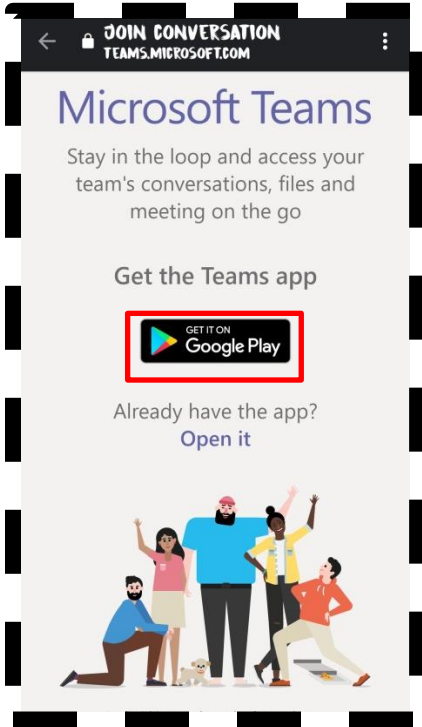 JOIN CONVERSATION
TEAMS.MICROSOFT.COM
Microsoft Teams
Stay in the loop and access your
team's conversations, files and
meeting on the go
Get the Teams app
GET IT ON
Google Play
Already have the app?
Open it